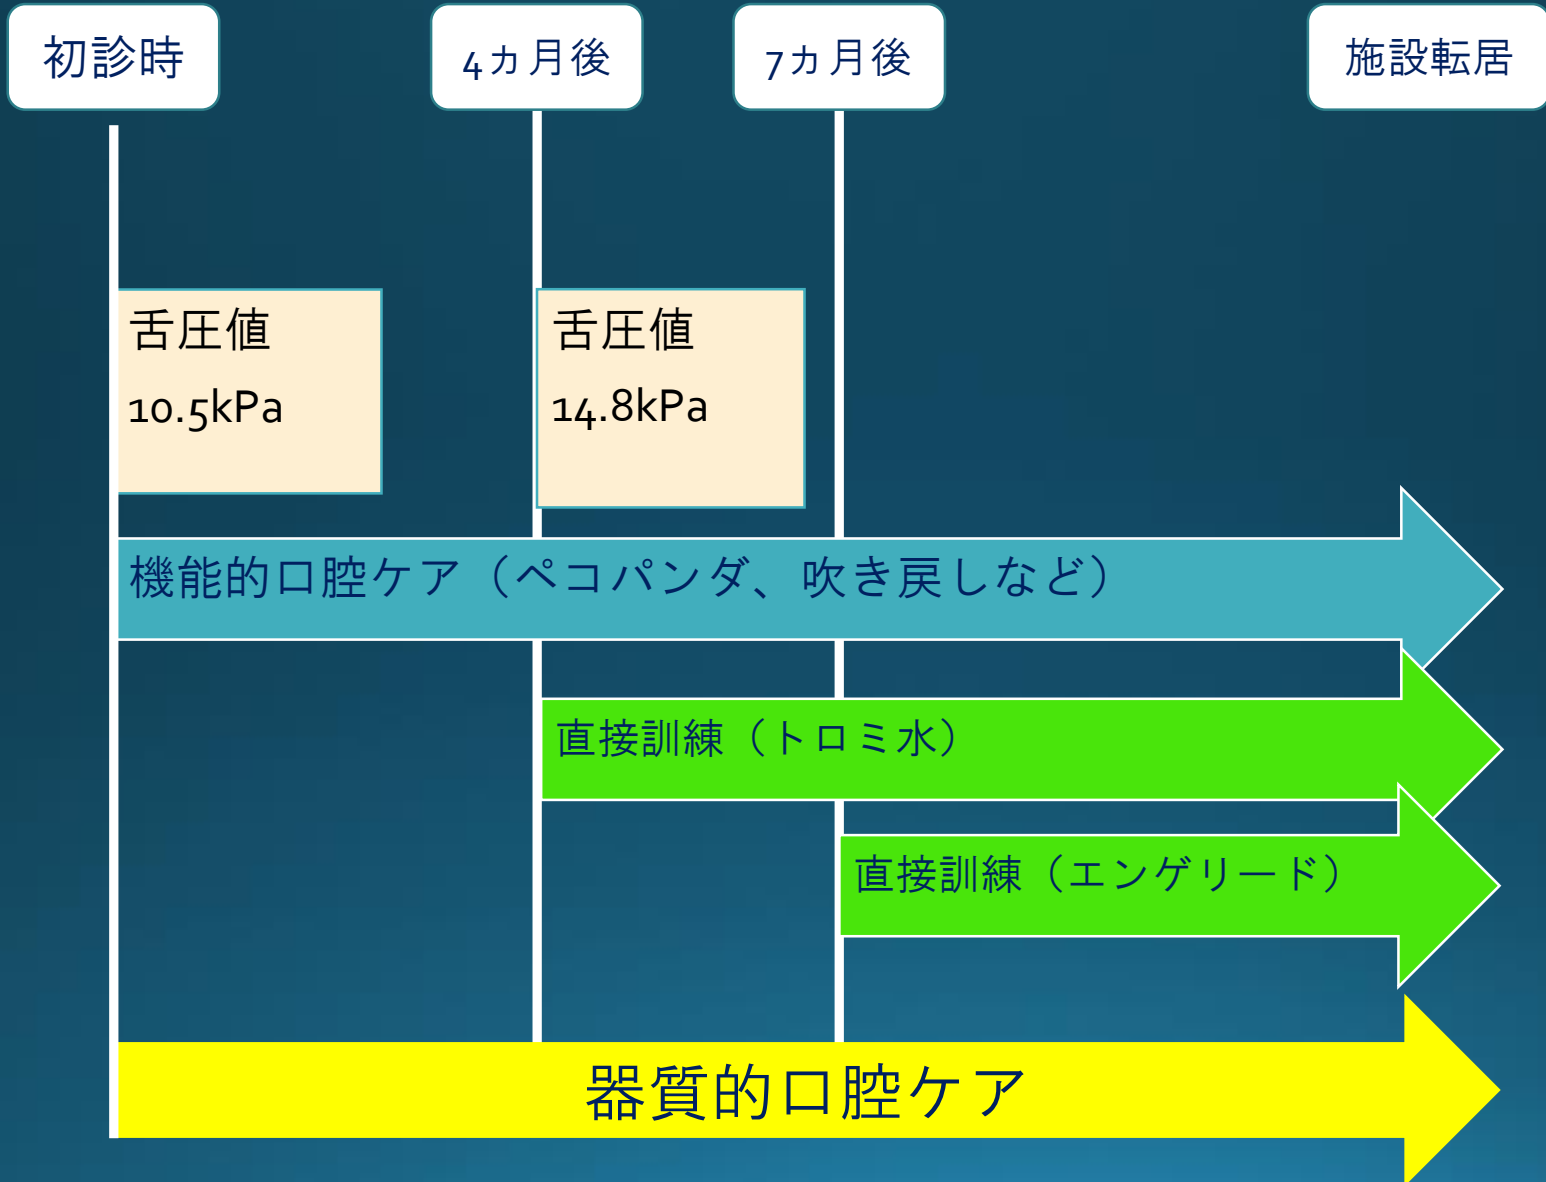 初診時
4カ月後
7カ月後
施設転居
舌圧値
10.5kPa
舌圧値
14.8kPa
機能的口腔ケア（ペコパンダ、吹き戻しなど）
直接訓練（トロミ水）
直接訓練（エンゲリード）
器質的口腔ケア